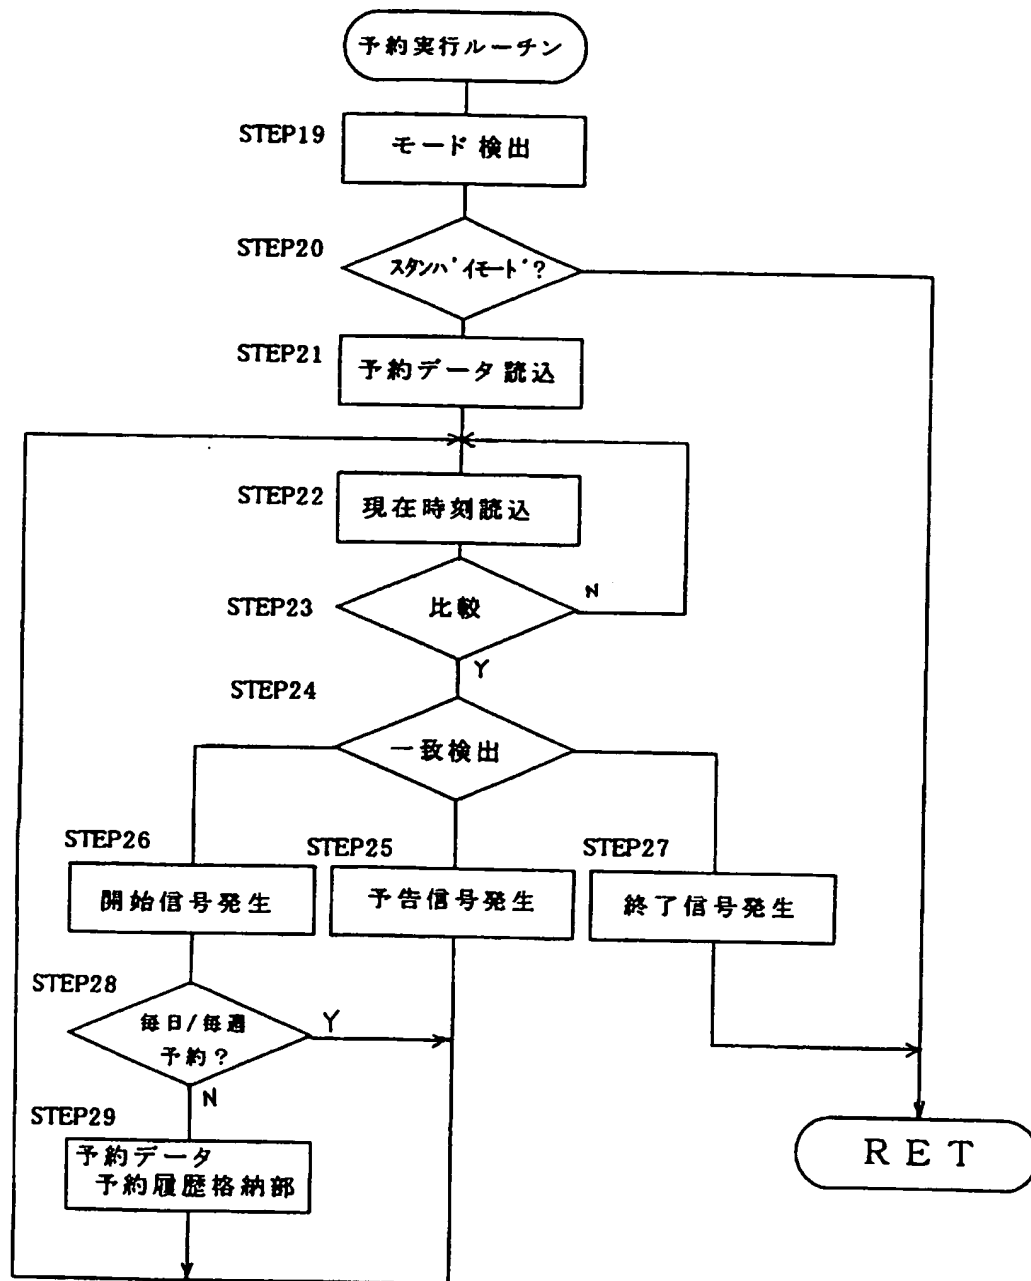 予約実行ルーチン
STEP19
モード検出
STEP20
スタンバイモード?
STEP21
予約データ読込
STEP22
現在時刻読込
STEP23
比較
N
Y
STEP24
一致検出
STEP26
開始信号発生
STEP25
予告信号発生
STEP27
終了信号発生
STEP28
毎日/毎週
予約?
Y
N
STEP29
予約データ
予約履歴格納部
RET